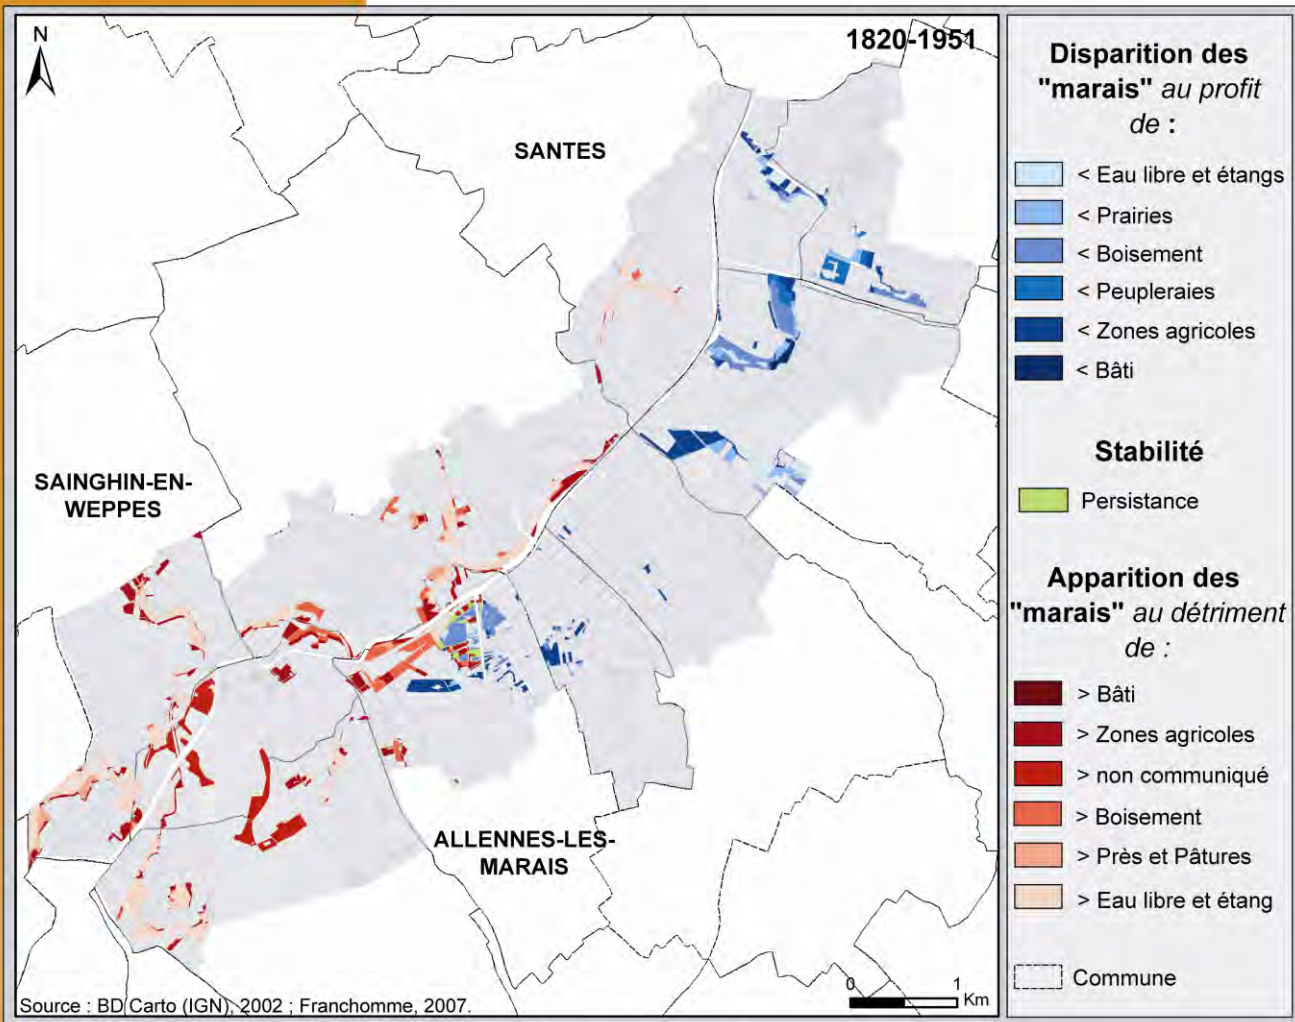 N
1820-1951
SANTES
SAINGHIN-EN-
WEPPES
ALLENNES-LES-
MARAIS
0 1
Km
Source : BD Carto (IGN), 2002 ; Franchomme, 2007.
Disparition des
"marais" au profit
de :
< Eau libre et étangs
< Prairies
< Boisement
< Peupleraies
< Zones agricoles
< Bâti
Stabilité
Persistance
Apparition des
"marais" au détriment
de :
> Bâti
> Zones agricoles
> non communiqué
> Boisement
> Près et Pâtures
> Eau libre et étang
Commune